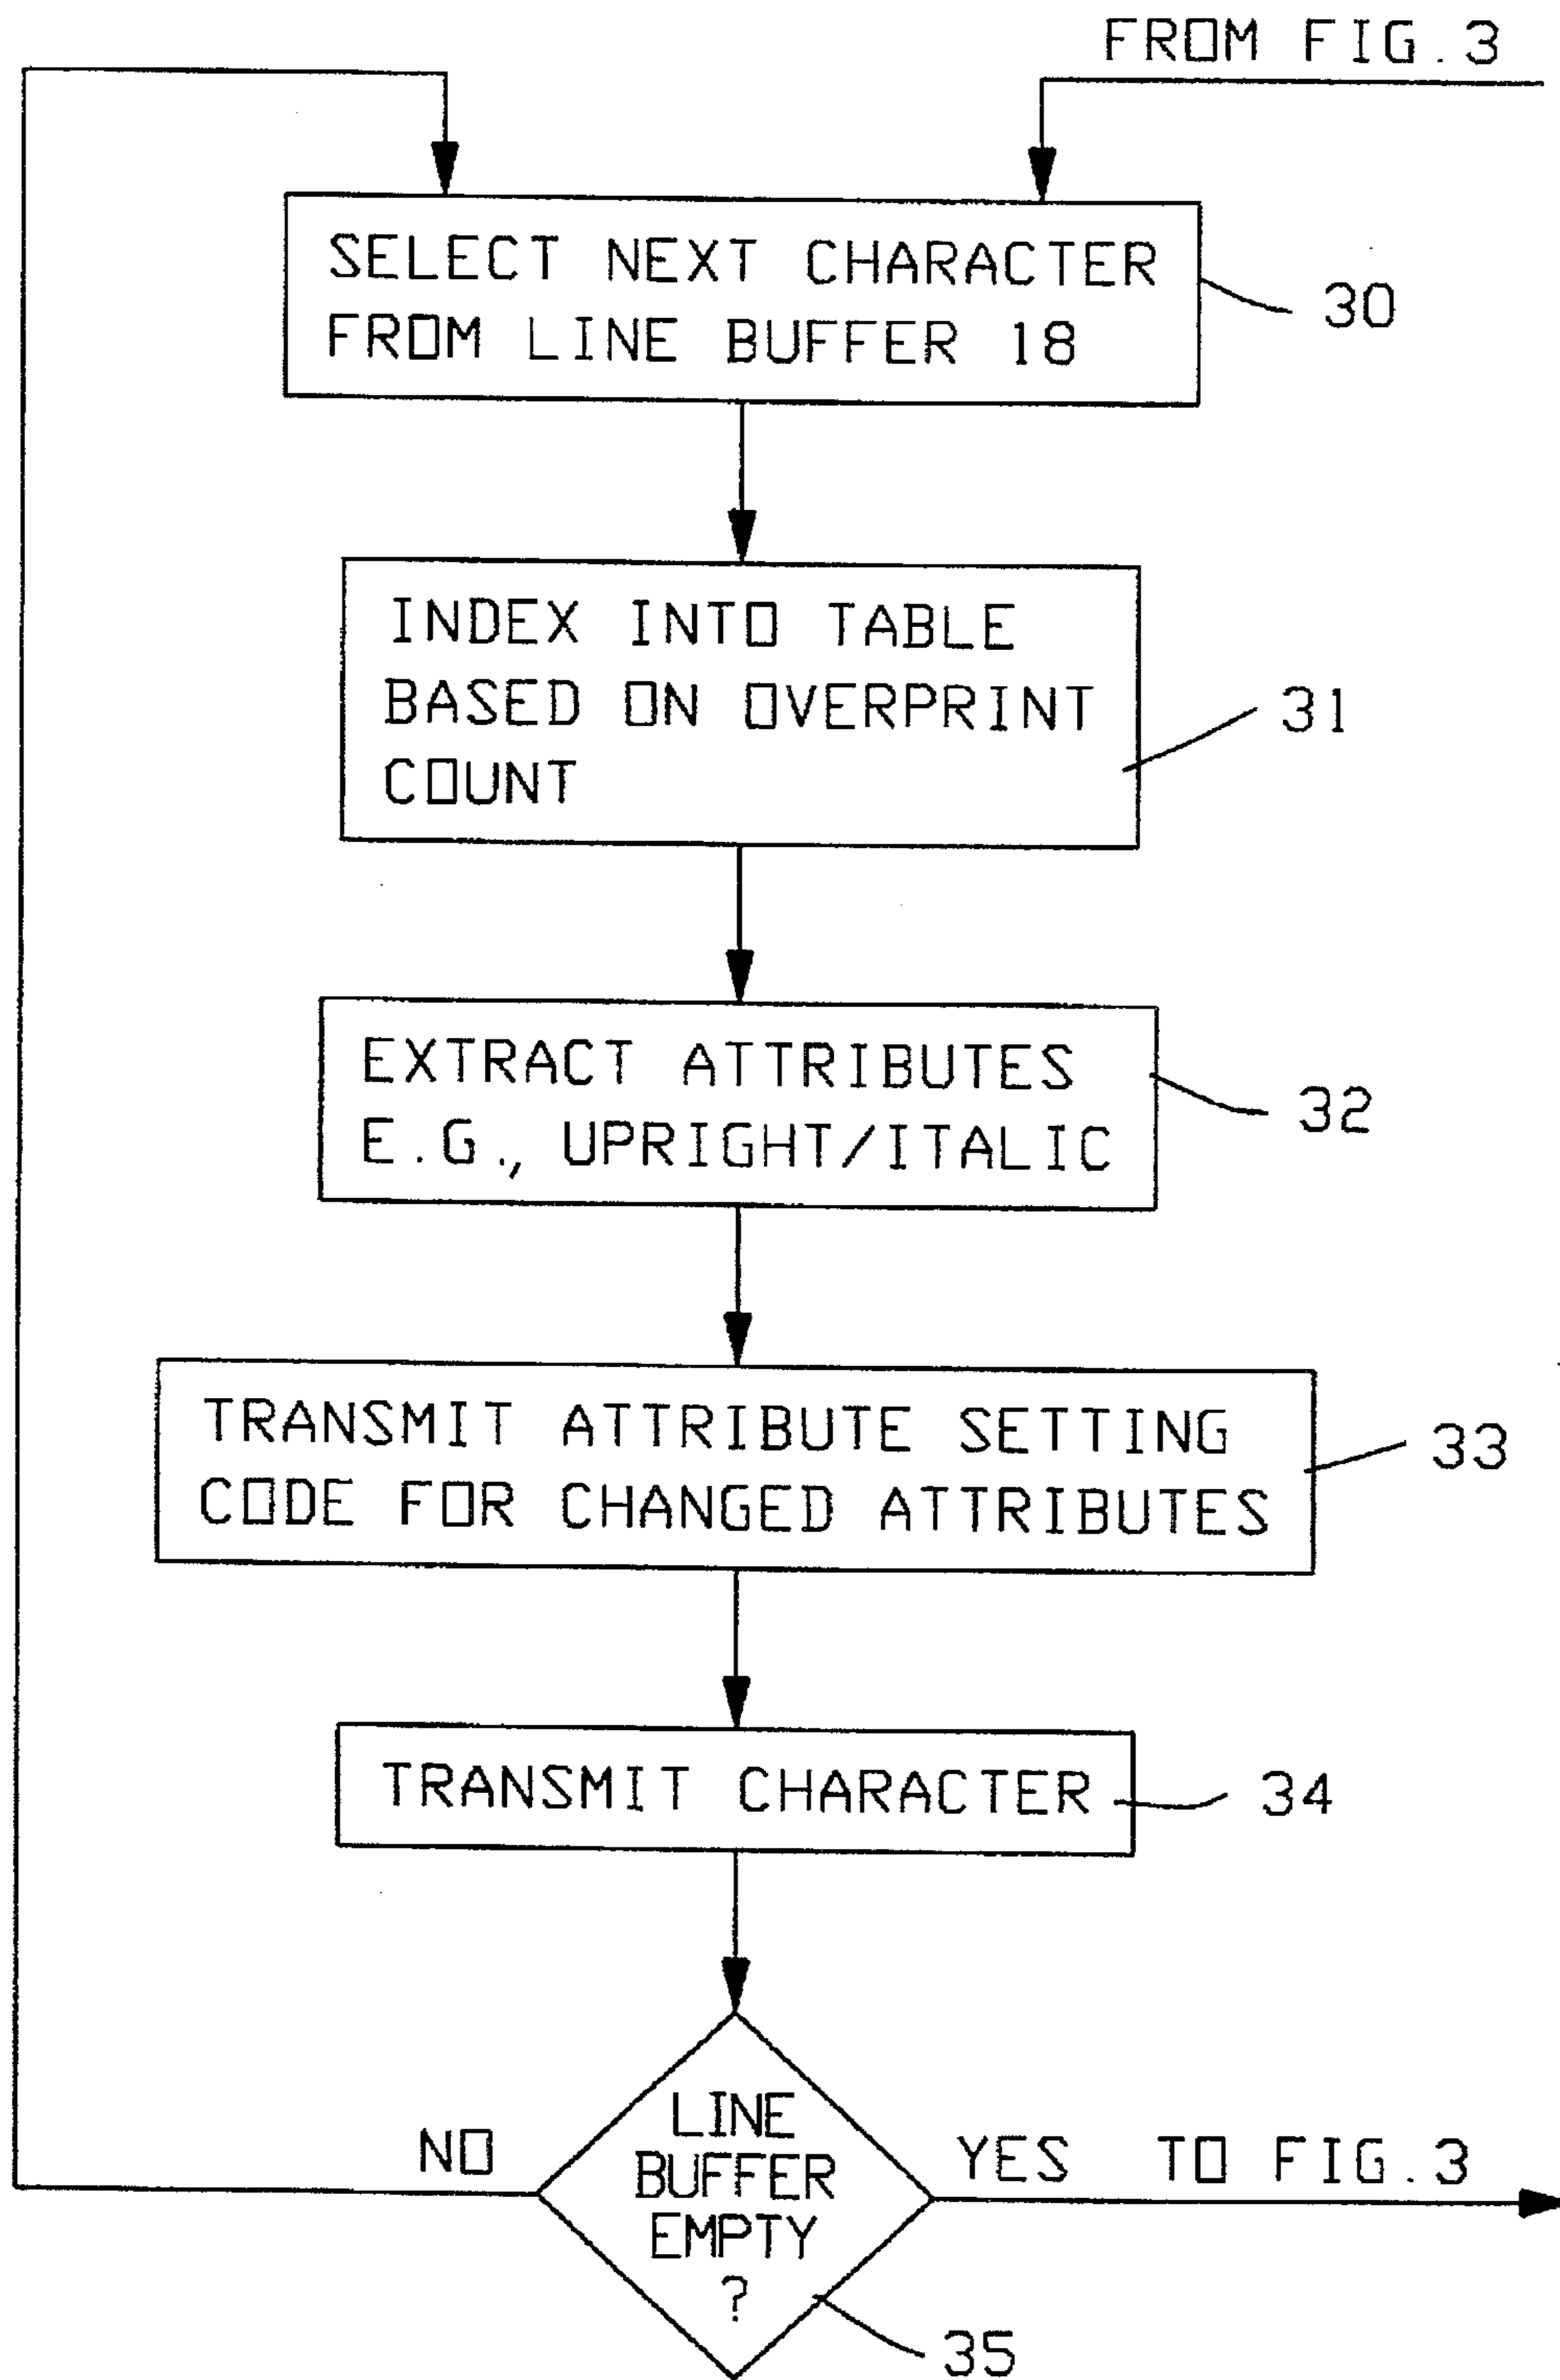 FROM FIG.3
SELECT NEXT CHARACTER
FROM LINE BUFFER 18
30
INDEX INTO TABLE
BASED ON OVERPRINT
COUNT
31
EXTRACT ATTRIBUTES
E.G., UPRIGHT/ITALIC
32
TRANSMIT ATTRIBUTE SETTING
CODE FOR CHANGED ATTRIBUTES
33
TRANSMIT CHARACTER
34
LINE
BUFFER
EMPTY
?
NO
YES TO FIG.3
35